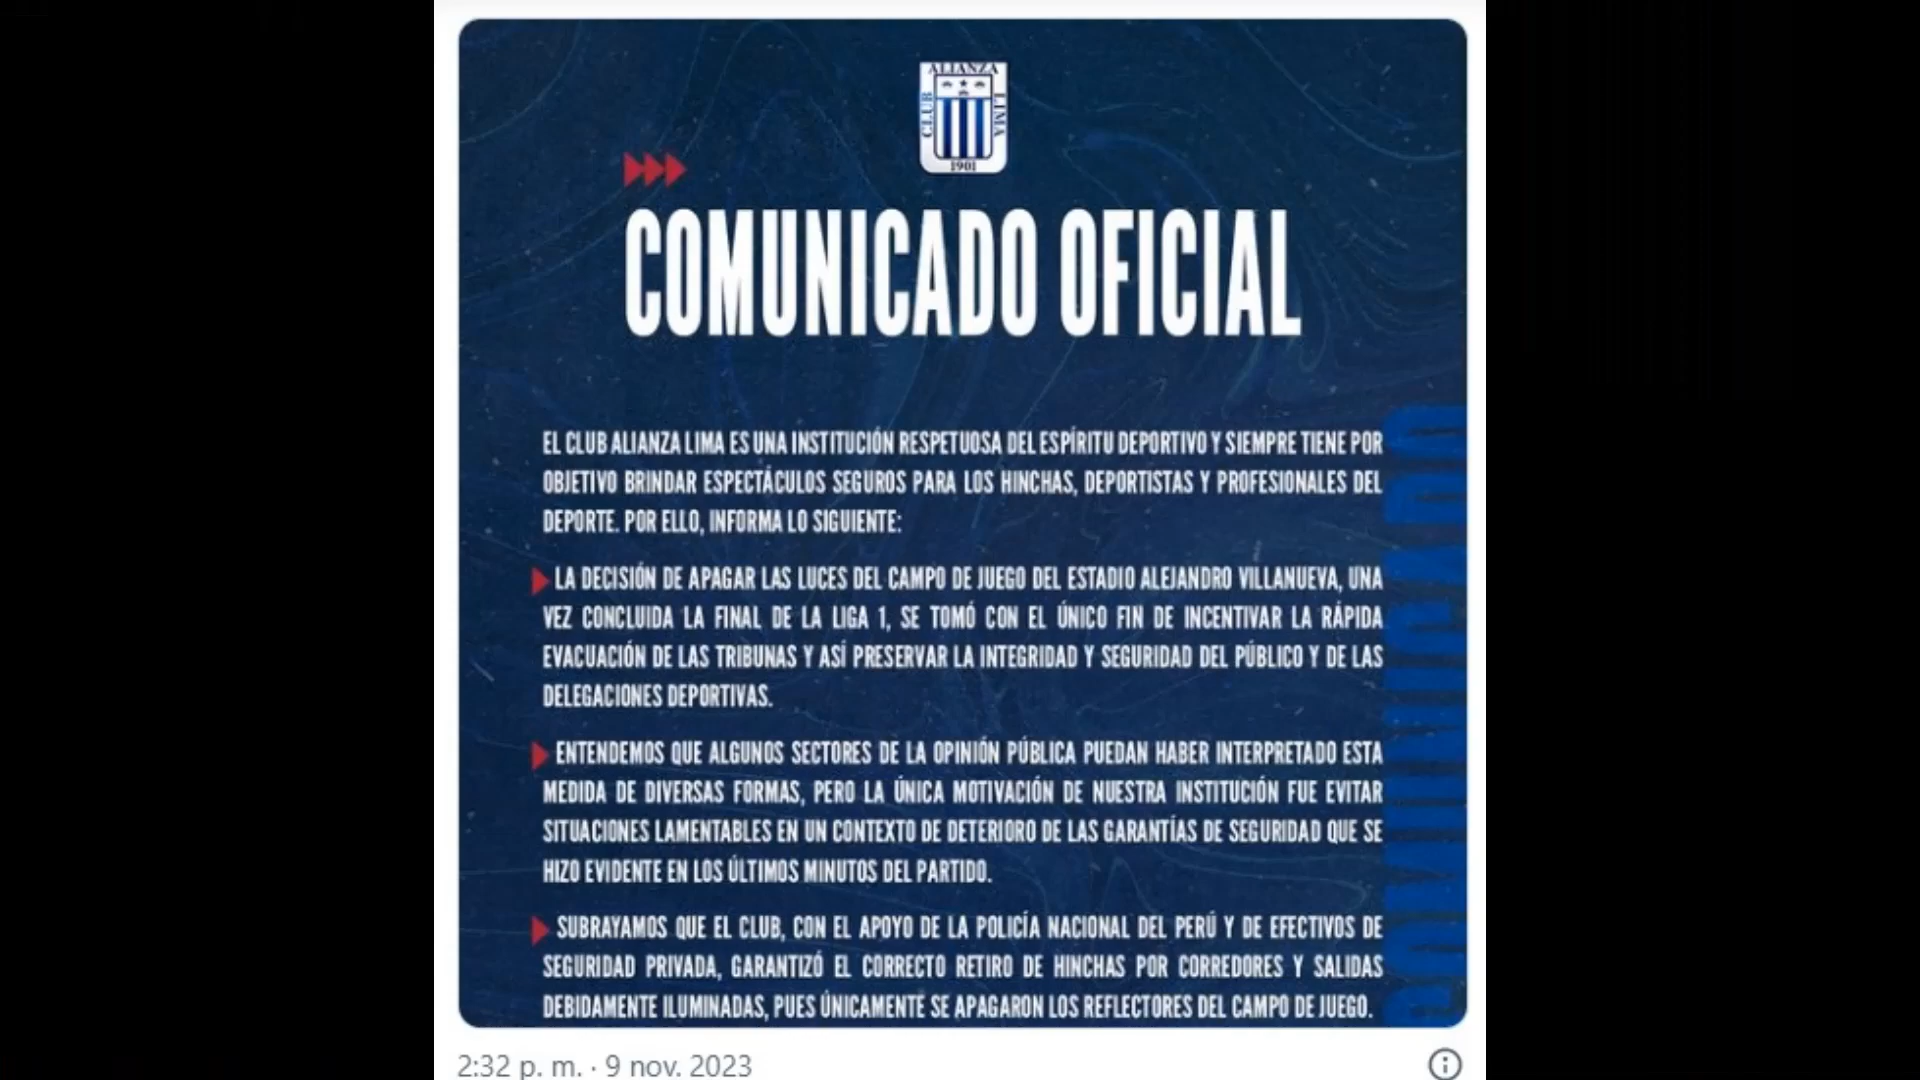 ALIANZA
CLUB
LIMA
1901
COMUNICADO OFICIAL
EL CLUB ALIANZA LIMA ES UNA INSTITUCIÓN RESPETUOSA DEL ESPÍRITU DEPORTIVO Y SIEMPRE TIENE POR
OBJETIVO BRINDAR ESPECTÁCULOS SEGUROS PARA LOS HINCHAS, DEPORTISTAS Y PROFESIONALES DEL
DEPORTE. POR ELLO, INFORMA LO SIGUIENTE:
LA DECISIÓN DE APAGAR LAS LUCES DEL CAMPO DE JUEGO DEL ESTADIO ALEJANDRO VILLANUEVA, UNA
VEZ CONCLUIDA LA FINAL DE LA LIGA 1, SE TOMÓ CON EL ÚNICO FIN DE INCENTIVAR LA RÁPIDA
EVACUACIÓN DE LAS TRIBUNAS Y ASÍ PRESERVAR LA INTEGRIDAD Y SEGURIDAD DEL PÚBLICO Y DE LAS
DELEGACIONES DEPORTIVAS.
ENTENDEMOS QUE ALGUNOS SECTORES DE LA OPINIÓN PÚBLICA PUEDAN HABER INTERPRETADO ESTA
MEDIDA DE DIVERSAS FORMAS, PERO LA ÚNICA MOTIVACIÓN DE NUESTRA INSTITUCIÓN FUE EVITAR
SITUACIONES LAMENTABLES EN UN CONTEXTO DE DETERIORO DE LAS GARANTÍAS DE SEGURIDAD QUE SE
HIZO EVIDENTE EN LOS ÚLTIMOS MINUTOS DEL PARTIDO.
SUBRAYAMOS QUE EL CLUB, CON EL APOYO DE LA POLICÍA NACIONAL DEL PERÚ Y DE EFECTIVOS DE
SEGURIDAD PRIVADA, GARANTIZÓ EL CORRECTO RETIRO DE HINCHAS POR CORREDORES Y SALIDAS
DEBIDAMENTE ILUMINADAS, PUES ÚNICAMENTE SE APAGARON LOS REFLECTORES DEL CAMPO DE JUEGO.
COMUNICADO
2:32 p. m. · 9 nov. 2023